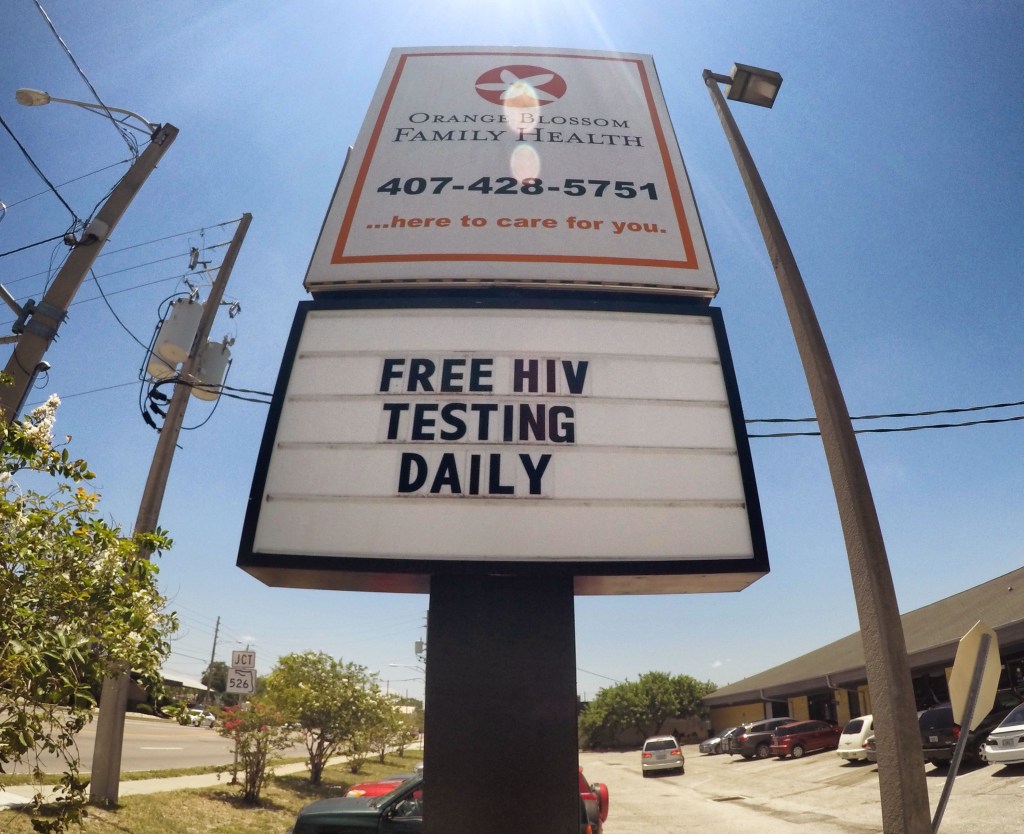 ORANGE BLOSSOM
FAMILY HEALTH
407-428-5751
...here to care for you.
FREE HIV
TESTING
DAILY
JCT
526